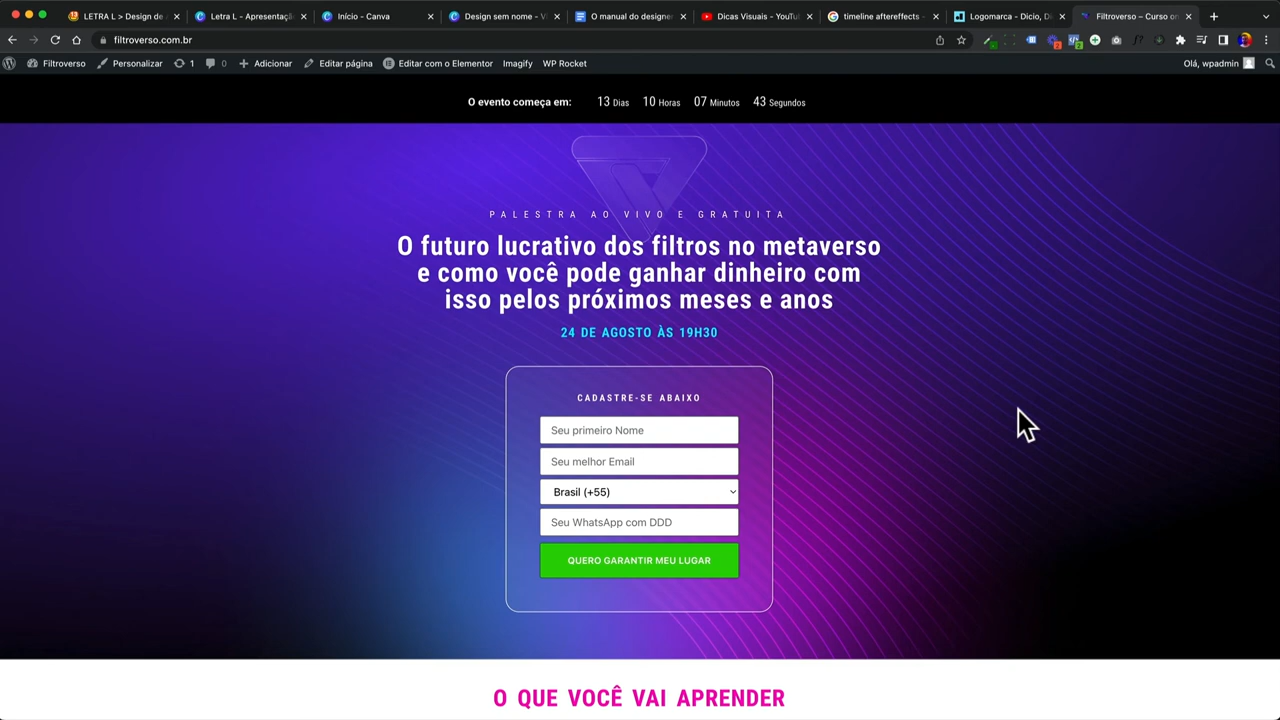 LETRA L > Design de
Letra L - Apresentaçã
Início - Canva
Design sem nome - Ví
O manual do designer
Dicas Visuais - YouTu
timeline aftereffects -
Logomarca - Dicio, Di
Filtroverso – Curso on
filtroverso.com.br
Filtroverso
Personalizar
1
0
Adicionar
Editar página
Editar com o Elementor
Imagify
WP Rocket
Olá, wpadmin
O evento começa em: 13 Dias 10 Horas 07 Minutos 43 Segundos
PALESTRA AO VIVO E GRATUITA
O futuro lucrativo dos filtros no metaverso
e como você pode ganhar dinheiro com
isso pelos próximos meses e anos
24 DE AGOSTO ÀS 19H30
CADASTRE-SE ABAIXO
Seu primeiro Nome
Seu melhor Email
Brasil (+55)
Seu WhatsApp com DDD
QUERO GARANTIR MEU LUGAR
O QUE VOCÊ VAI APRENDER